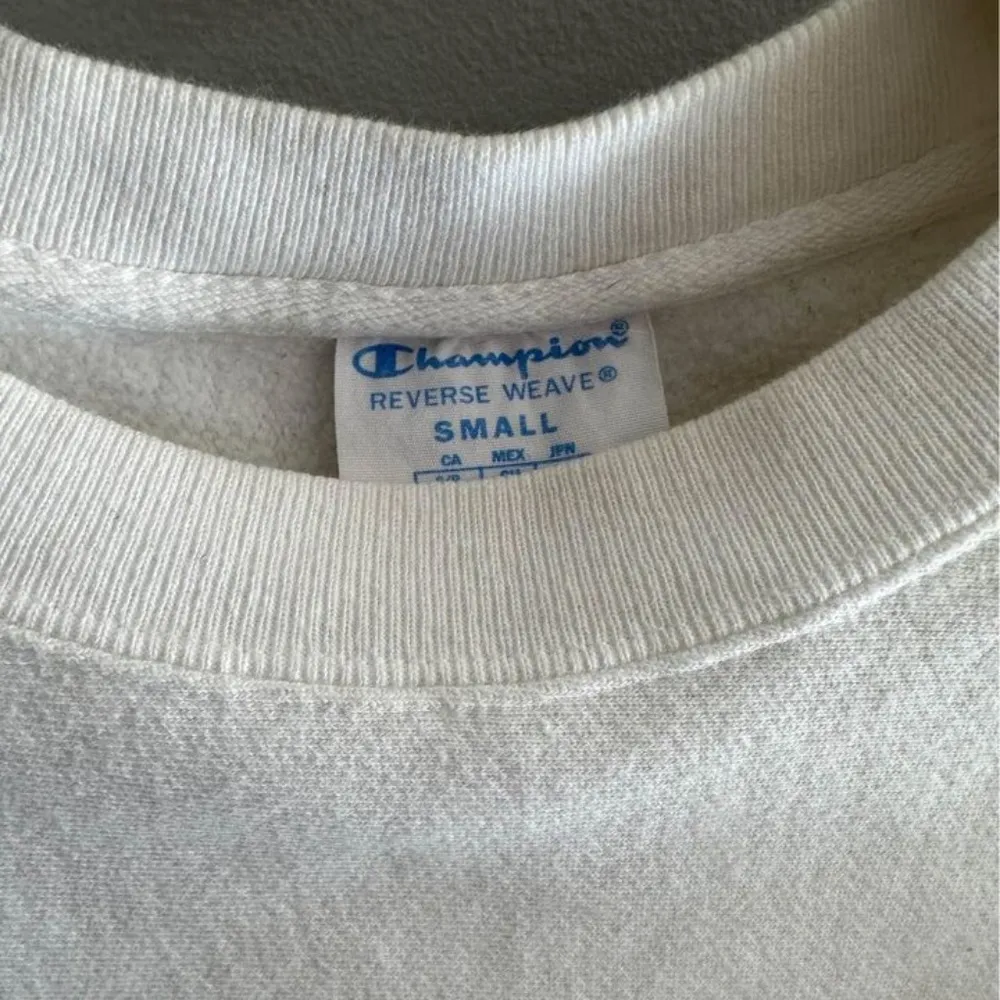 Champion®
REVERSE WEAVE®
SMALL
CA MEX JPN